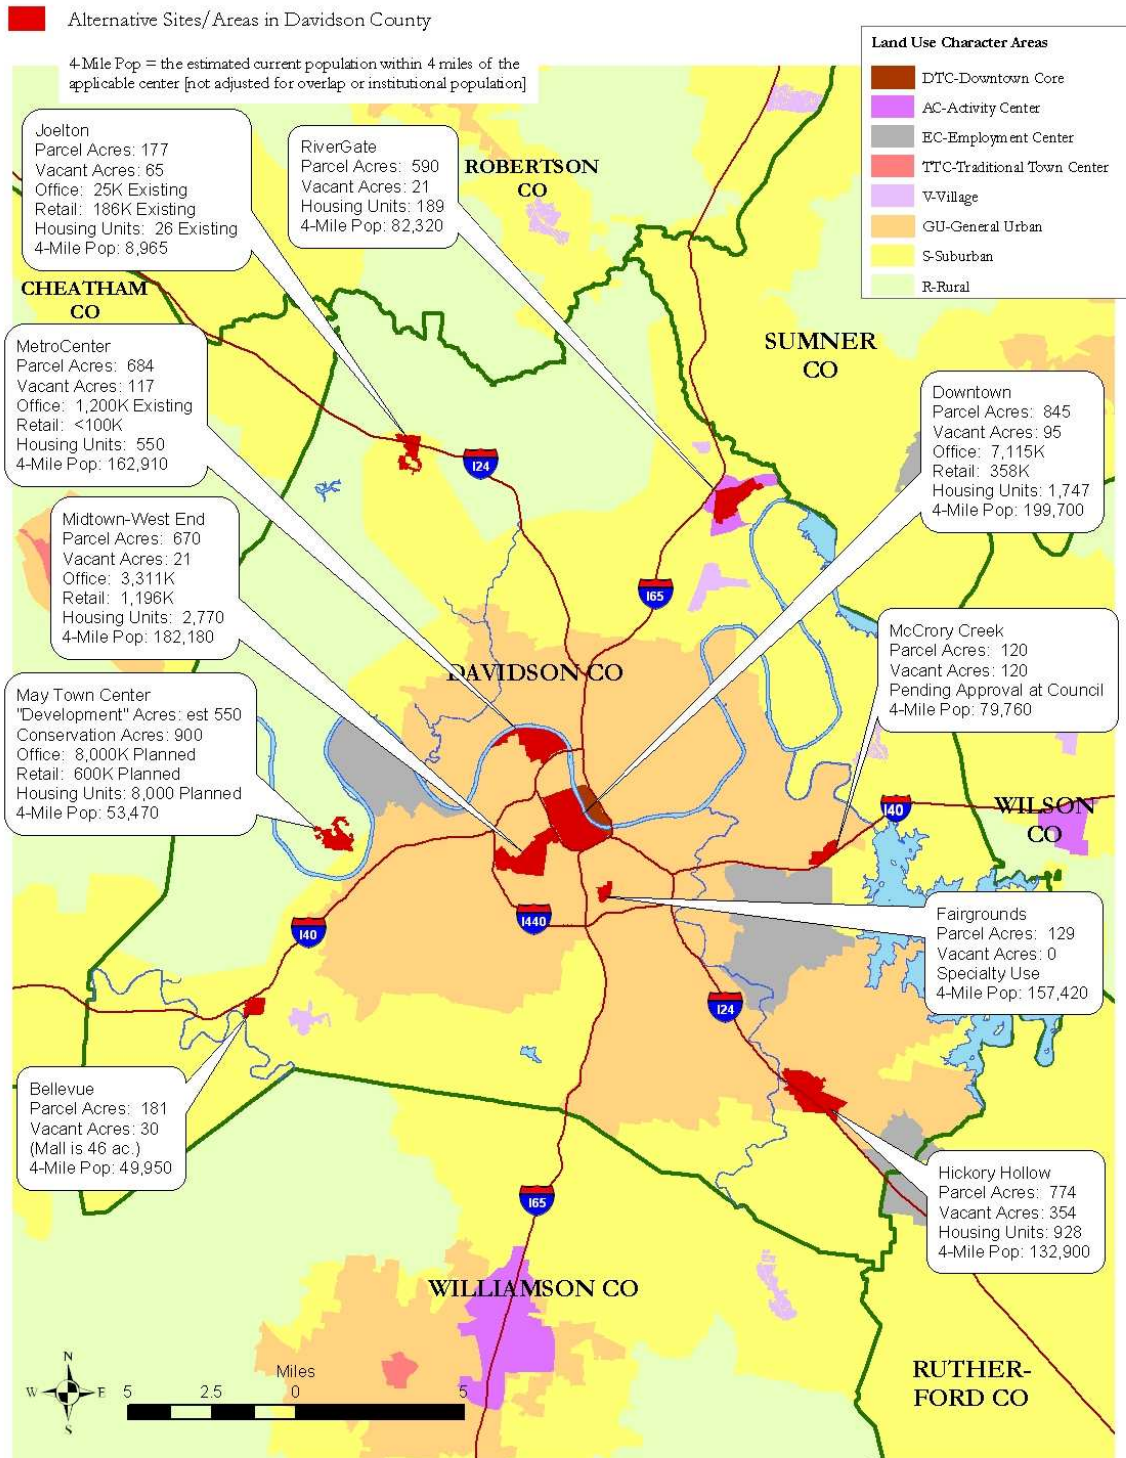 Alternative Sites/Areas in Davidson County
4-Mile Pop = the estimated current population within 4 miles of the
applicable center [not adjusted for overlap or institutional population]
Land Use Character Areas
DTC-Downtown Core
AC-Activity Center
EC-Employment Center
TTC-Traditional Town Center
V-Village
GU-General Urban
S-Suburban
R-Rural
Joelton
Parcel Acres: 177
Vacant Acres: 65
Office: 25K Existing
Retail: 186K Existing
Housing Units: 26 Existing
4-Mile Pop: 8,965
RiverGate
Parcel Acres: 590
Vacant Acres: 21
Housing Units: 189
4-Mile Pop: 82,320
ROBERTSON
CO
CHEATHAM
CO
SUMNER
CO
MetroCenter
Parcel Acres: 684
Vacant Acres: 117
Office: 1,200K Existing
Retail: <100K
Housing Units: 550
4-Mile Pop: 162,910
Downtown
Parcel Acres: 845
Vacant Acres: 95
Office: 7,115K
Retail: 358K
Housing Units: 1,747
4-Mile Pop: 199,700
I24
Midtown-West End
Parcel Acres: 670
Vacant Acres: 21
Office: 3,311K
Retail: 1,196K
Housing Units: 2,770
4-Mile Pop: 182,180
I65
McCrory Creek
Parcel Acres: 120
Vacant Acres: 120
Pending Approval at Council
4-Mile Pop: 79,760
DAVIDSON CO
May Town Center
"Development" Acres: est 550
Conservation Acres: 900
Office: 8,000K Planned
Retail: 600K Planned
Housing Units: 8,000 Planned
4-Mile Pop: 53,470
I40
WILSON
CO
Fairgrounds
Parcel Acres: 129
Vacant Acres: 0
Specialty Use
4-Mile Pop: 157,420
I440
I40
I24
Bellevue
Parcel Acres: 181
Vacant Acres: 30
(Mall is 46 ac.)
4-Mile Pop: 49,950
Hickory Hollow
Parcel Acres: 774
Vacant Acres: 354
Housing Units: 928
4-Mile Pop: 132,900
I65
WILLIAMSON CO
RUTHER-
FORD CO
N
W E
S
Miles
5 2.5 0 5